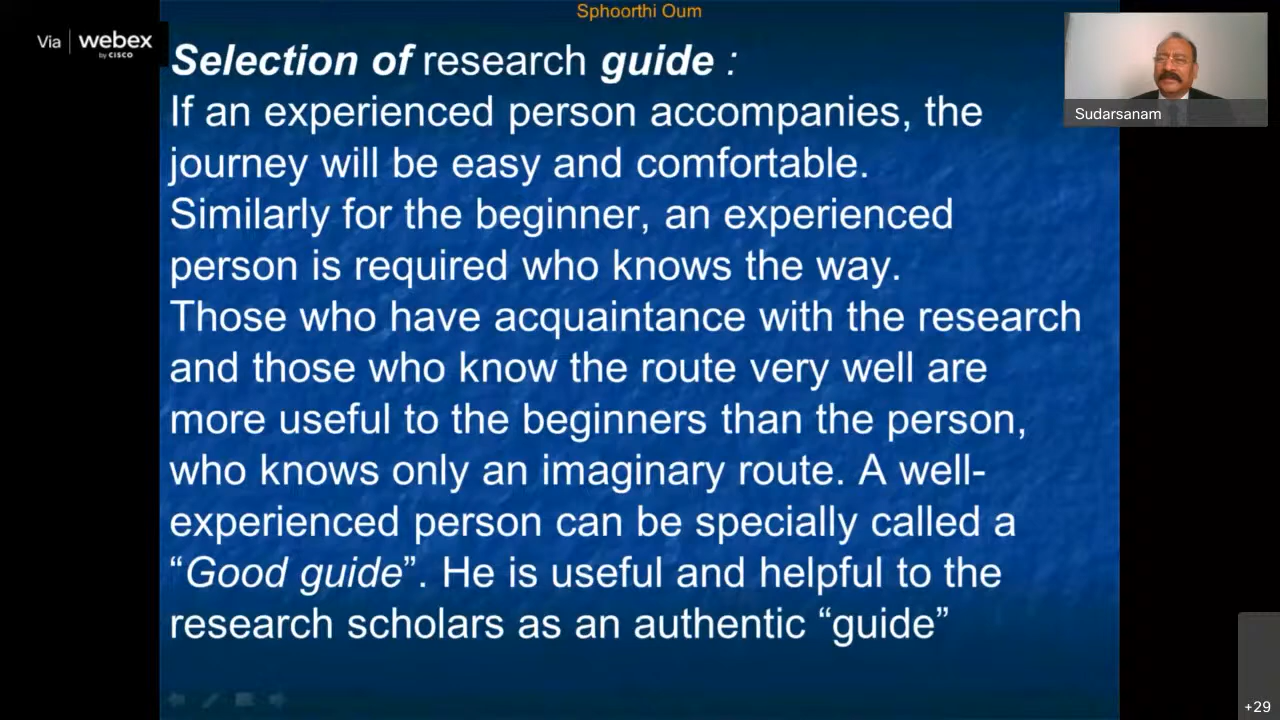 Sphoorthi Oum
Via webex
by CISCO
Selection of research guide :
If an experienced person accompanies, the
journey will be easy and comfortable.
Similarly for the beginner, an experienced
person is required who knows the way.
Those who have acquaintance with the research
and those who know the route very well are
more useful to the beginners than the person,
who knows only an imaginary route. A well-
experienced person can be specially called a
“Good guide”. He is useful and helpful to the
research scholars as an authentic “guide”
Sudarsanam
+29